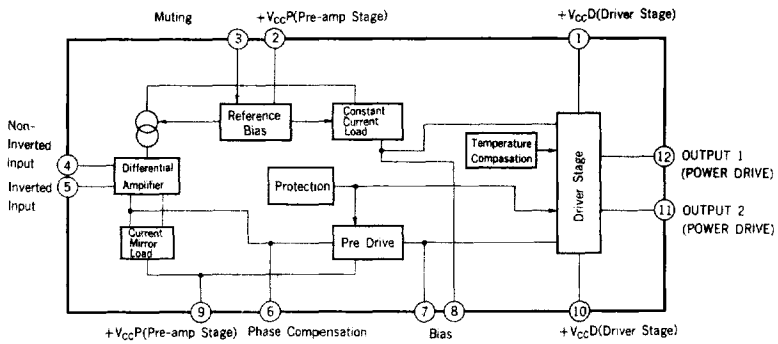 Muting
+VCCP(Pre-amp Stage)
+VCCD(Driver Stage)
3
2
1
Reference
Bias
Constant
Current
Load
Non-
Inverted
input
4
5
Inverted
Input
Differential
Amplifier
Temperature
Compasation
Driver Stage
12
OUTPUT 1
(POWER DRIVE)
Protection
11
OUTPUT 2
(POWER DRIVE)
Current
Mirror
Load
Pre Drive
9
6
7
8
10
+VCCP(Pre-amp Stage)
Phase Compensation
Bias
+VCCD(Driver Stage)